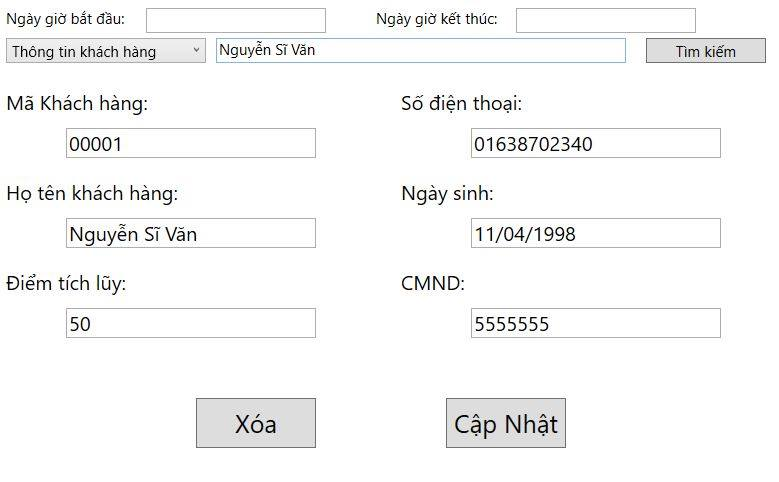 Ngày giờ bắt đầu: Ngày giờ kết thúc:
Thông tin khách hàng Nguyễn Sĩ Văn Tìm kiếm
Mã Khách hàng: Số điện thoại:
00001 01638702340
Họ tên khách hàng: Ngày sinh:
Nguyễn Sĩ Văn 11/04/1998
Điểm tích lũy: CMND:
50 5555555
Xóa Cập Nhật